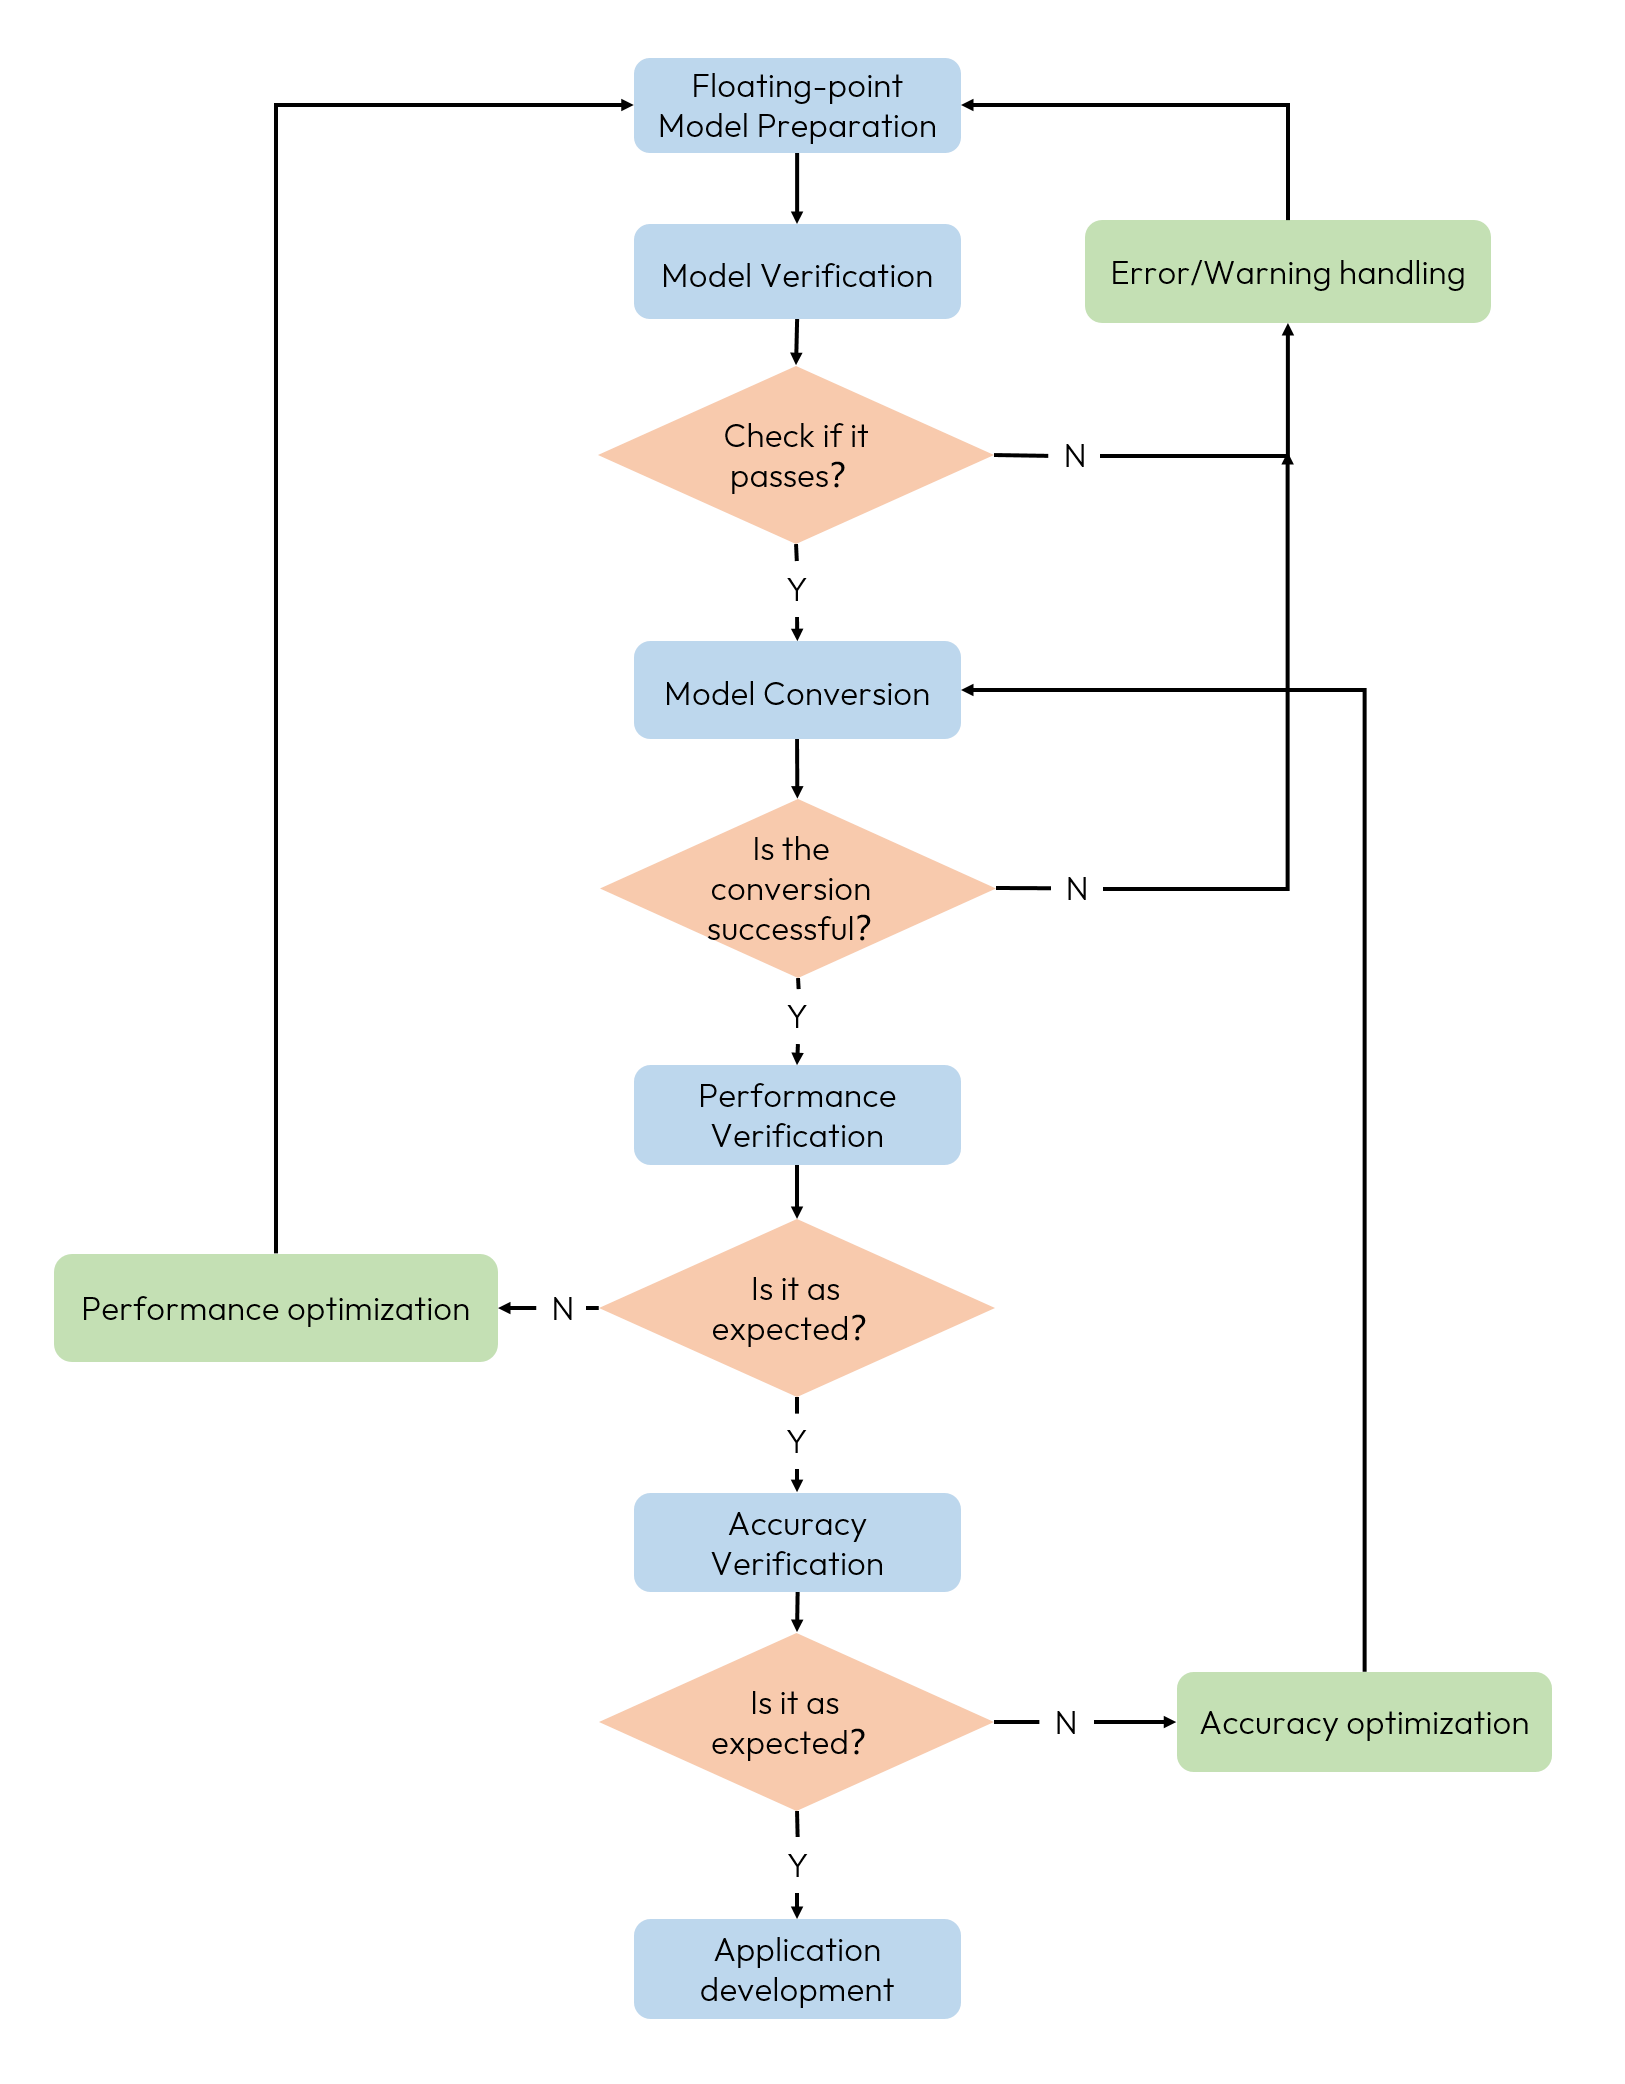 Floating-point
Model Preparation
Model Verification
Error/Warning handling
Check if it
passes?
N
Y
Model Conversion
Is the
conversion
successful?
N
Y
Performance
Verification
Is it as
expected?
N
Performance optimization
Y
Accuracy
Verification
Is it as
expected?
N
Accuracy optimization
Y
Application
development